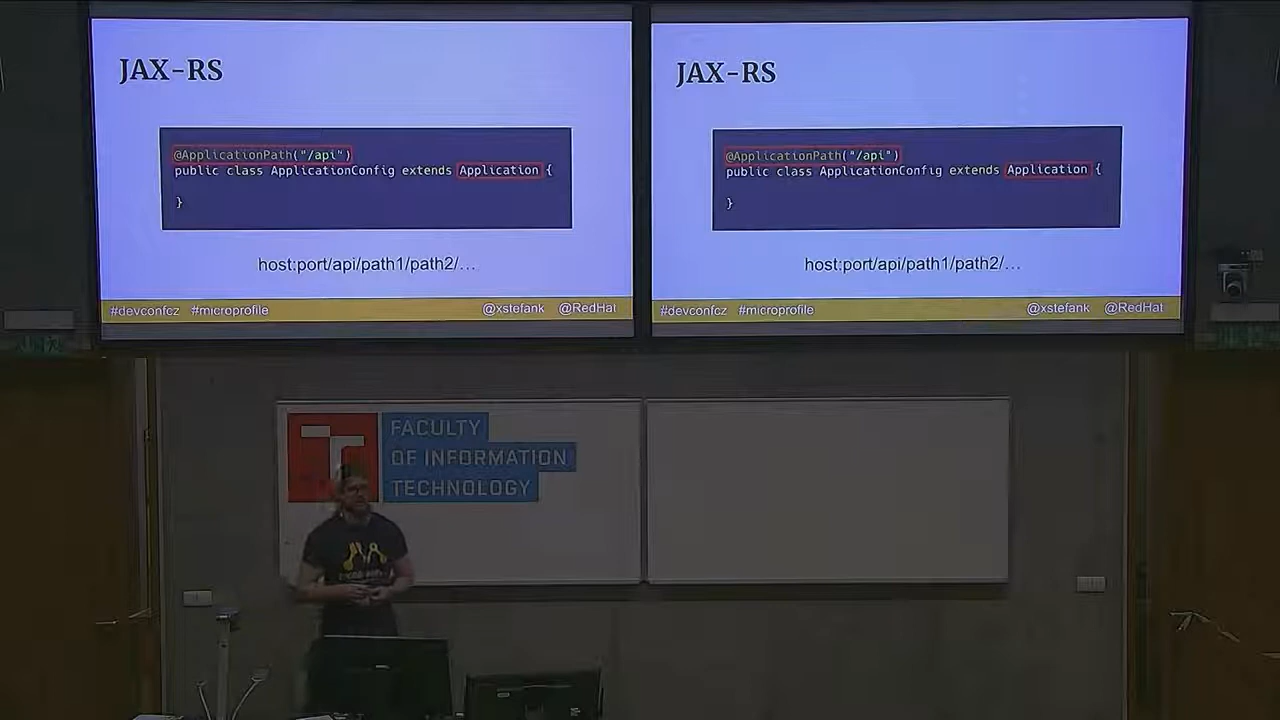 JAX-RS
@ApplicationPath("/api")
public class ApplicationConfig extends Application {
}
host:port/api/path1/path2/...
#devconfcz #microprofile @xstefank @RedHat
JAX-RS
@ApplicationPath("/api")
public class ApplicationConfig extends Application {
}
host:port/api/path1/path2/...
#devconfcz #microprofile @xstefank @RedHat
FACULTY
OF INFORMATION
TECHNOLOGY